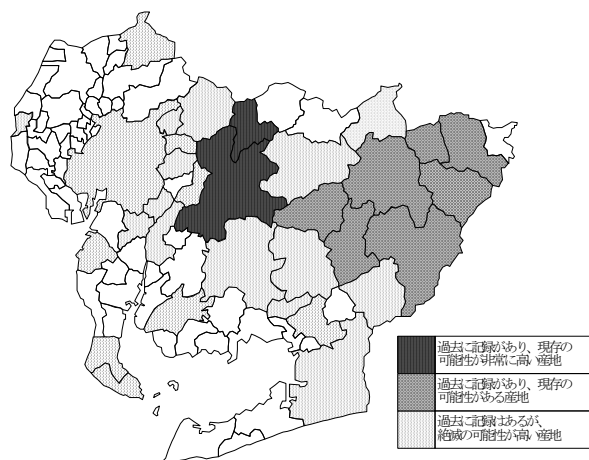 過去に記録があり、現存の
可能性が非常に高い産地
過去に記録があり、現存の
可能性がある産地
過去に記録はあるが、
絶滅の可能性が高い産地